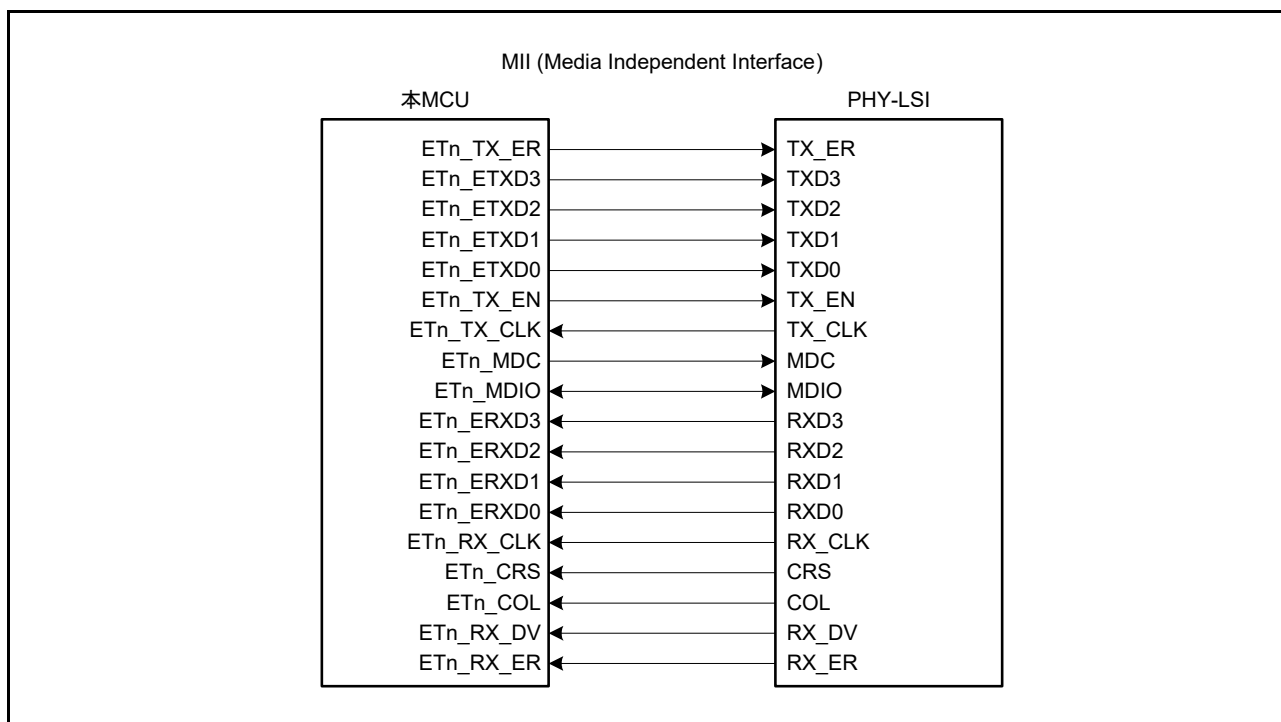 MII (Media Independent Interface)
本MCU PHY-LSI
ETn_TX_ER TX_ER
ETn_ETXD3 TXD3
ETn_ETXD2 TXD2
ETn_ETXD1 TXD1
ETn_ETXD0 TXD0
ETn_TX_EN TX_EN
ETn_TX_CLK TX_CLK
ETn_MDC MDC
ETn_MDIO MDIO
ETn_ERXD3 RXD3
ETn_ERXD2 RXD2
ETn_ERXD1 RXD1
ETn_ERXD0 RXD0
ETn_RX_CLK RX_CLK
ETn_CRS CRS
ETn_COL COL
ETn_RX_DV RX_DV
ETn_RX_ER RX_ER